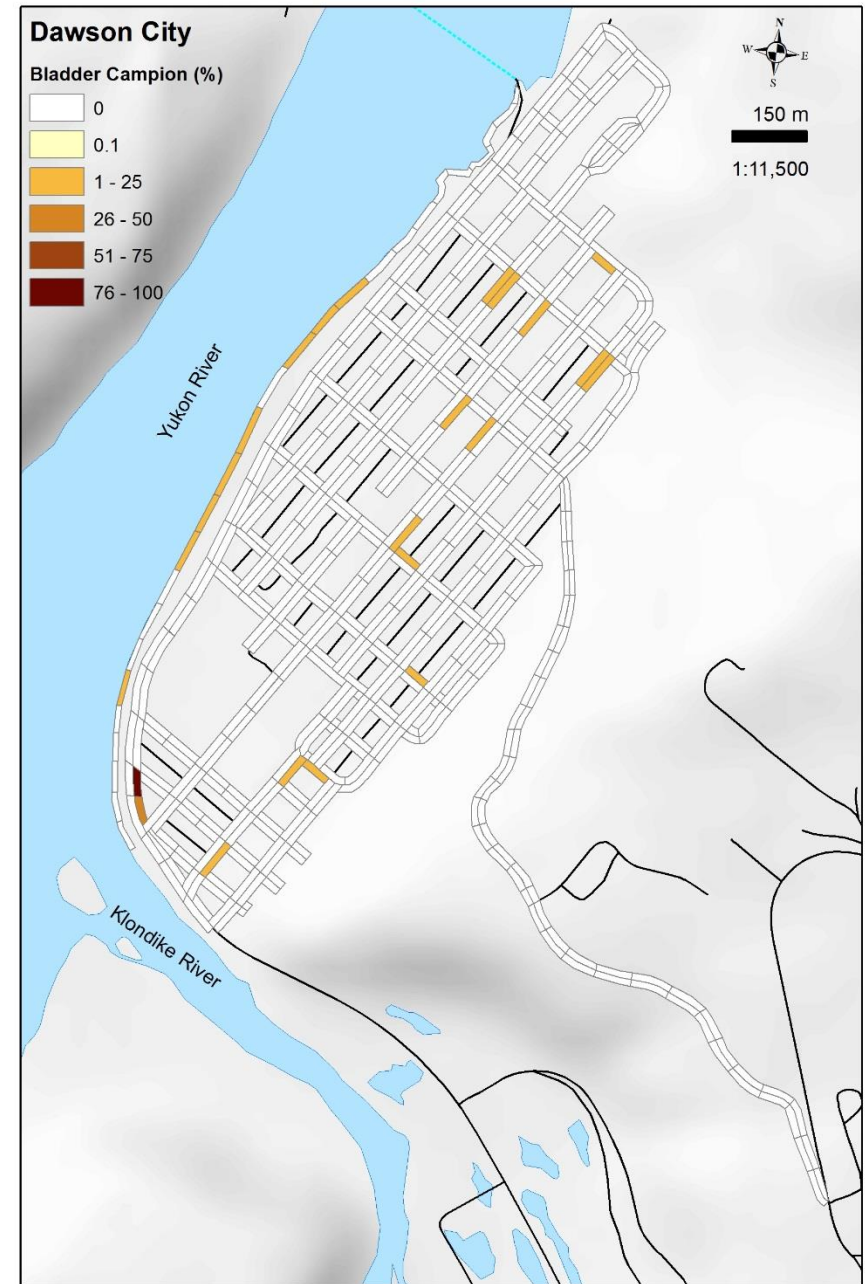 Dawson City
Bladder Campion (%)
0
0.1
1 - 25
26 - 50
51 - 75
76 - 100
N
W
E
S
150 m
1:11,500
Yukon River
Klondike River